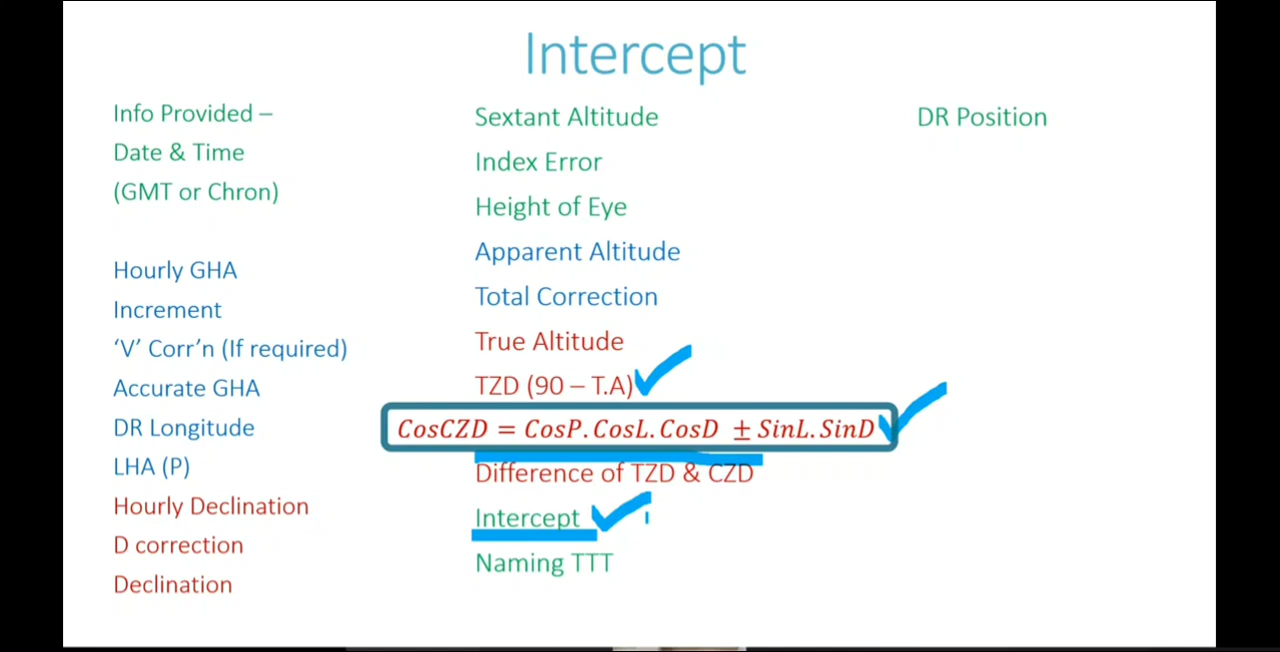 Intercept
Info Provided –
Date & Time
(GMT or Chron)
Hourly GHA
Increment
‘V’ Corr’n (If required)
Accurate GHA
DR Longitude
LHA (P)
Hourly Declination
D correction
Declination
Sextant Altitude
Index Error
Height of Eye
Apparent Altitude
Total Correction
True Altitude
TZD (90 – T.A)
CosCZD = CosP.CosL.CosD ± SinL.SinD
Difference of TZD & CZD
Intercept
Naming TTT
DR Position